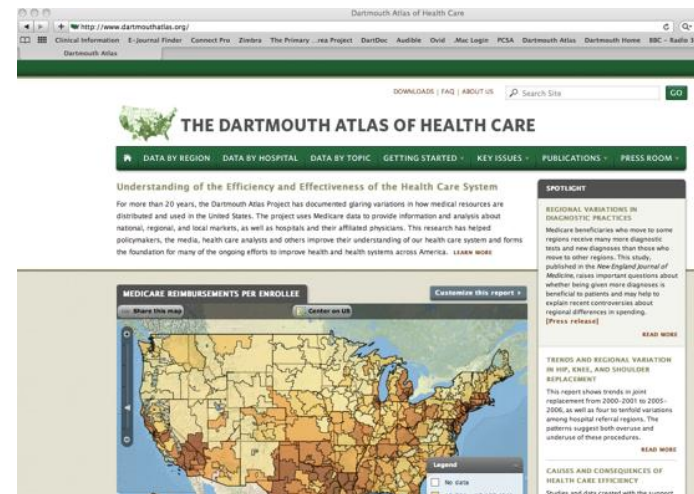 Dartmouth Atlas of Health Care
http://www.dartmouthatlas.org/
Clinical Information E-Journal Finder Connect Pro Zimbra The Primary ...rea Project DartDoc Audible Ovid .Mac Login PCSA Dartmouth Atlas Dartmouth Home BBC - Radio 3
Dartmouth Atlas
DOWNLOADS | FAQ | ABOUT US
Search Site
GO
THE DARTMOUTH ATLAS OF HEALTH CARE
DATA BY REGION DATA BY HOSPITAL DATA BY TOPIC GETTING STARTED KEY ISSUES PUBLICATIONS PRESS ROOM
Understanding of the Efficiency and Effectiveness of the Health Care System
For more than 20 years, the Dartmouth Atlas Project has documented glaring variations in how medical resources are
distributed and used in the United States. The project uses Medicare data to provide information and analysis about
national, regional, and local markets, as well as hospitals and their affiliated physicians. This research has helped
policymakers, the media, health care analysts and others improve their understanding of our health care system and forms
the foundation for many of the ongoing efforts to improve health and health systems across America. LEARN MORE
MEDICARE REIMBURSEMENTS PER ENROLLEE
Customize this report
Share this map
Center on US
Legend
No data
SPOTLIGHT
REGIONAL VARIATIONS IN
DIAGNOSTIC PRACTICES
Medicare beneficiaries who move to some
regions receive many more diagnostic
tests and new diagnoses than those who
move to other regions. This study,
published in the New England Journal of
Medicine, raises important questions about
whether being given more diagnoses is
beneficial to patients and may help to
explain recent controversies about
regional differences in spending.
[Press release]
READ MORE
TRENDS AND REGIONAL VARIATION
IN HIP, KNEE, AND SHOULDER
REPLACEMENT
This report shows trends in joint
replacement from 2000-2001 to 2005-
2006, as well as four to tenfold variations
among hospital referral regions. The
patterns suggest both overuse and
underuse of these procedures.
READ MORE
CAUSES AND CONSEQUENCES OF
HEALTH CARE EFFICIENCY
Studies and data created with the support